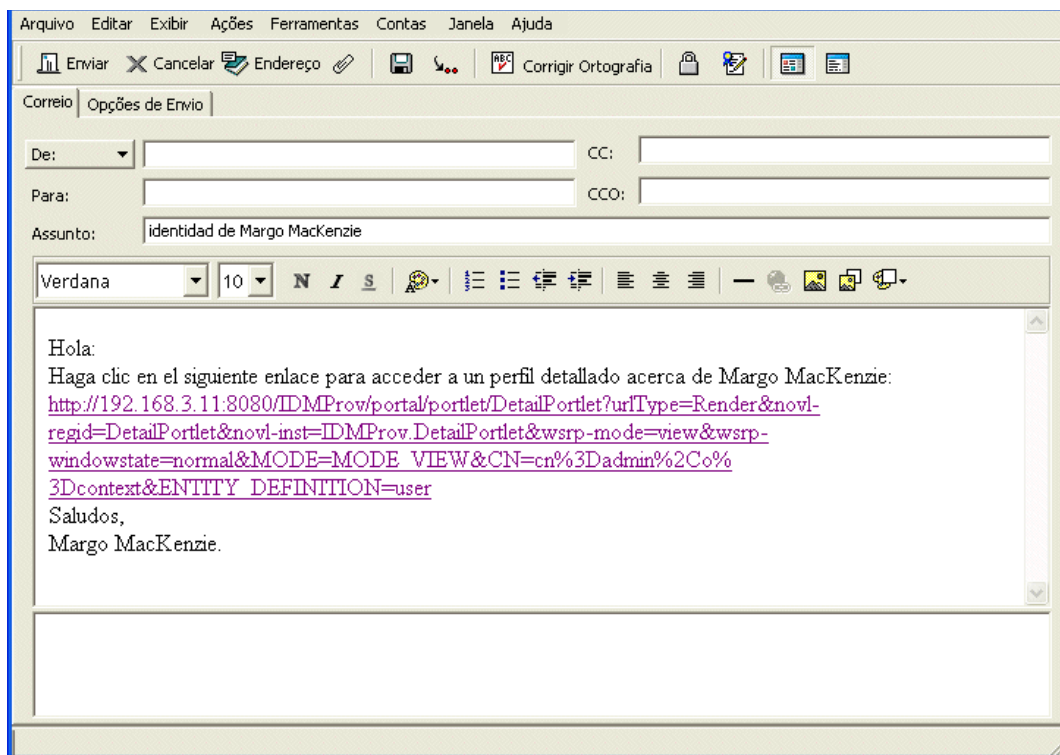 Arquivo Editar Exibir Ações Ferramentas Contas Janela Ajuda
Enviar Cancelar Endereço ABC Corrigir Ortografia
Correio Opções de Envio
De: CC:
Para: CCO:
Assunto: identidad de Margo MacKenzie
Verdana 10 N I S
Hola:
Haga clic en el siguiente enlace para acceder a un perfil detallado acerca de Margo MacKenzie:
http://192.168.3.11:8080/IDMProv/portal/portlet/DetailPortlet?urlType=Render&novl-
regid=DetailPortlet&novl-inst=IDMProv.DetailPortlet&wsrp-mode=view&wsrp-
windowstate=normal&MODE=MODE_VIEW&CN=cn%3Dadmin%2Co%
3Dcontext&ENTITY_DEFINITION=user
Saludos,
Margo MacKenzie.